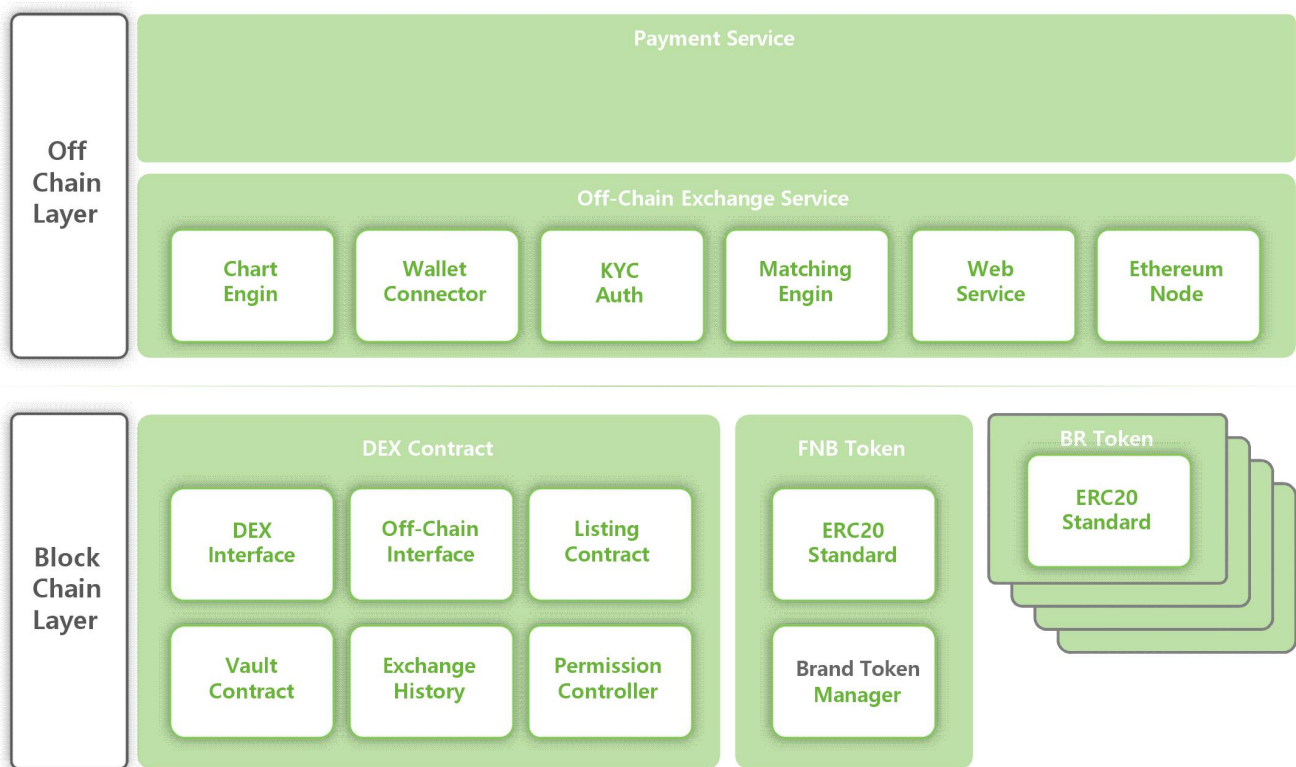 Off
Chain
Layer
Payment Service
Off-Chain Exchange Service
Chart
Engin
Wallet
Connector
KYC
Auth
Matching
Engin
Web
Service
Ethereum
Node
Block
Chain
Layer
DEX Contract
DEX
Interface
Off-Chain
Interface
Listing
Contract
Vault
Contract
Exchange
History
Permission
Controller
FNB Token
ERC20
Standard
Brand Token
Manager
BR Token
ERC20
Standard